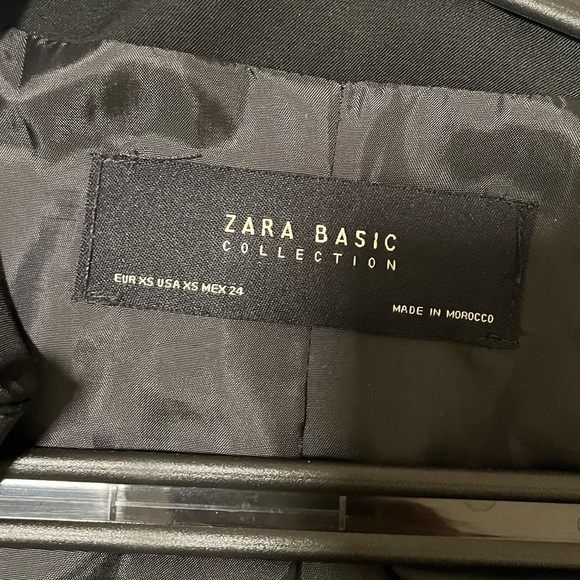 ZARA BASIC
COLLECTION
EUR XS USA XS MEX 24
MADE IN MOROCCO